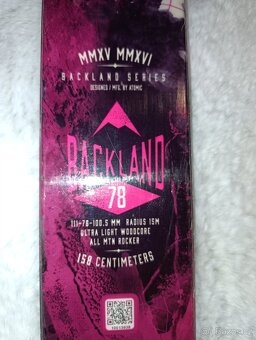 MMXV MMXVI
BACKLAND SERIES
DESIGNED / MFG. BY ATOMIC
BACKLAND
78
111-78-100.5 MM RADIUS 15M
ULTRA LIGHT WOODCORE
ALL MTN ROCKER
158 CENTIMETERS